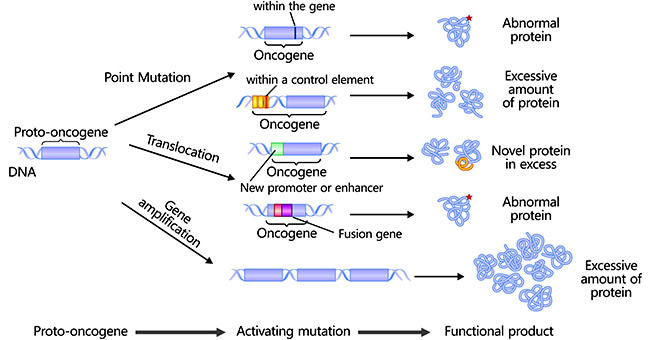 within the gene
Oncogene
Abnormal
protein
Point Mutation
within a control element
Oncogene
Excessive
amount
of protein
Proto-oncogene
DNA
Translocation
Oncogene
New promoter or enhancer
Novel protein
in excess
Oncogene
Fusion gene
Abnormal
protein
Gene
amplification
Excessive
amount of
protein
Proto-oncogene
Activating mutation
Functional product